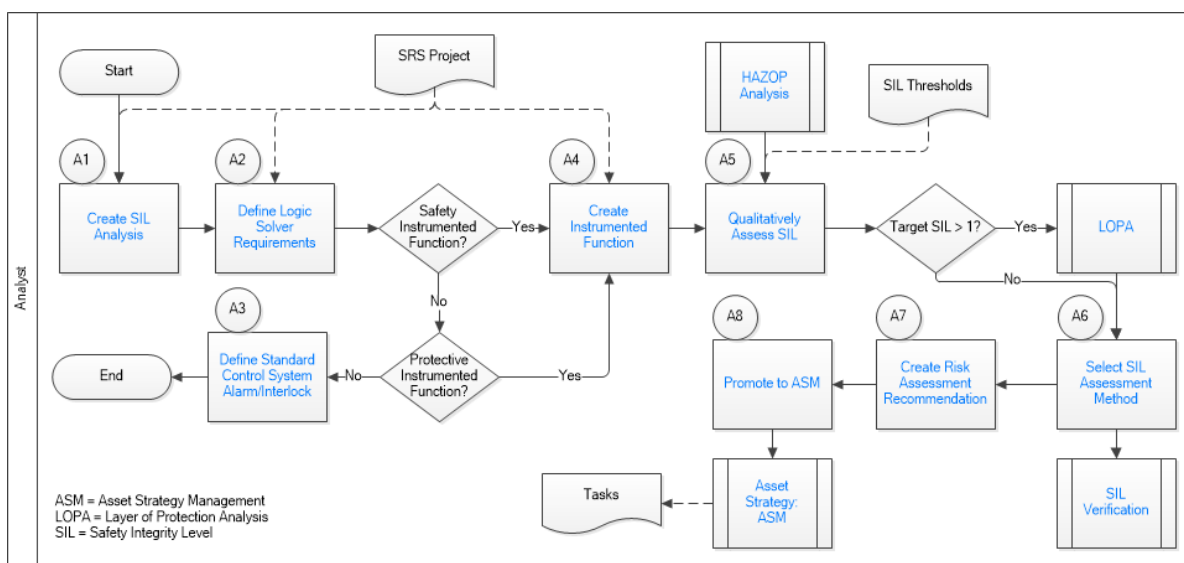 Analyst
Start
SRS Project
HAZOP
Analysis
SIL Thresholds
A1
A2
A4
A5
Create SIL
Analysis
Define Logic
Solver
Requirements
Safety
Instrumented
Function?
Yes
Create
Instrumented
Function
Qualitatively
Assess SIL
Target SIL > 1?
Yes
LOPA
No
No
A3
A8
A7
A6
End
Define Standard
Control System
Alarm/Interlock
No
Protective
Instrumented
Function?
Yes
Promote to ASM
Create Risk
Assessment
Recommendation
Select SIL
Assessment
Method
Tasks
Asset
Strategy:
ASM
SIL
Verification
ASM = Asset Strategy Management
LOPA = Layer of Protection Analysis
SIL = Safety Integrity Level